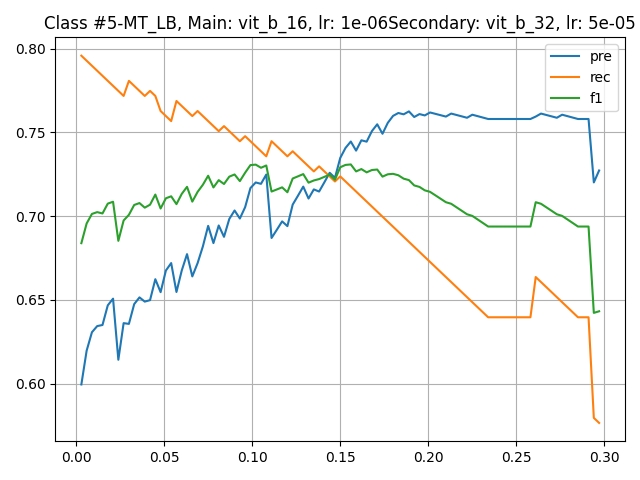 Class #5-MT_LB, Main: vit_b_16, lr: 1e-06Secondary: vit_b_32, lr: 5e-05
0.80
0.75
0.70
0.65
0.60
pre
rec
f1
0.00 0.05 0.10 0.15 0.20 0.25 0.30